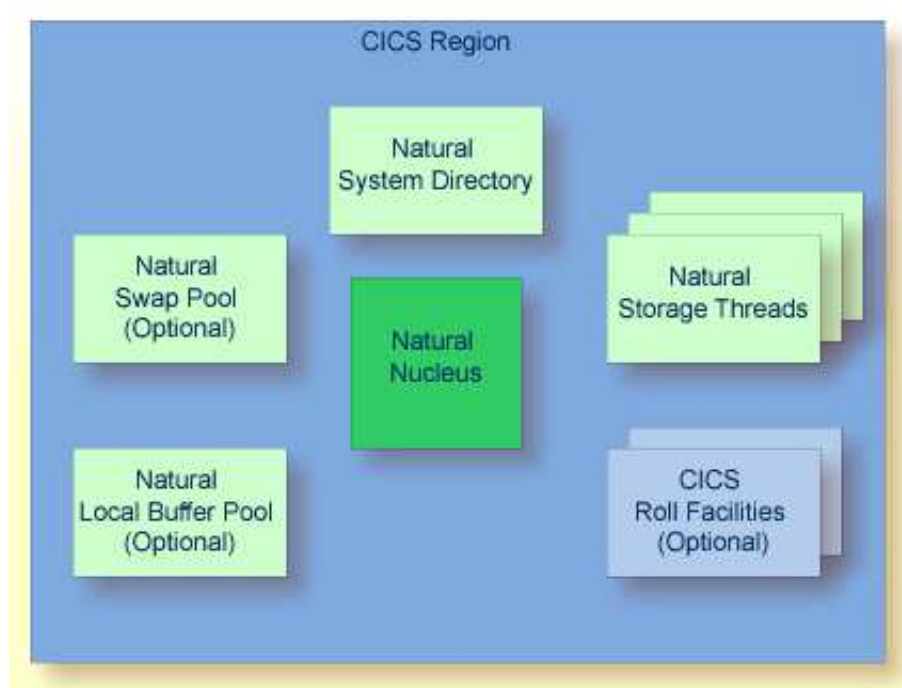 CICS Region
Natural
System Directory
Natural
Swap Pool
(Optional)
Natural
Nucleus
Natural
Storage Threads
Natural
Local Buffer Pool
(Optional)
CICS
Roll Facilities
(Optional)